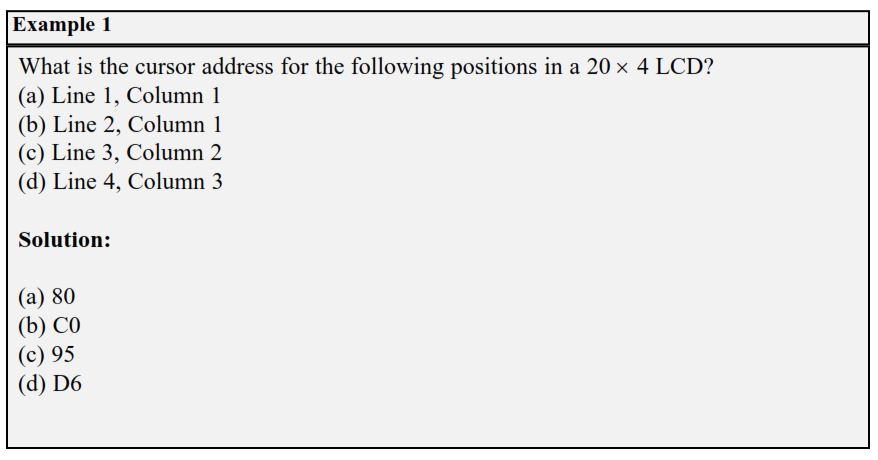 Example 1
What is the cursor address for the following positions in a 20 × 4 LCD?
(a) Line 1, Column 1
(b) Line 2, Column 1
(c) Line 3, Column 2
(d) Line 4, Column 3
Solution:
(a) 80
(b) C0
(c) 95
(d) D6